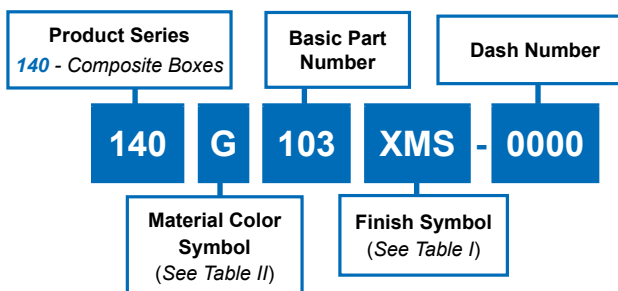 Product Series
140 - Composite Boxes
Basic Part
Number
Dash Number
140 G 103 XMS - 0000
Material Color
Symbol
(See Table II)
Finish Symbol
(See Table I)